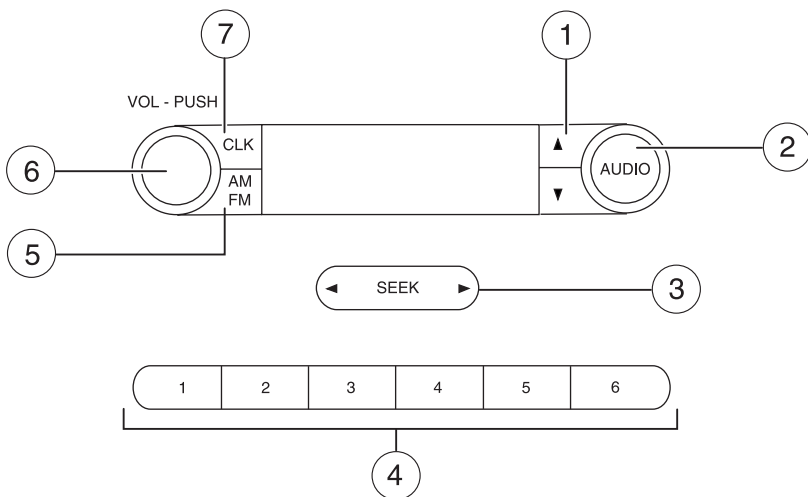 7
1
VOL - PUSH
CLK
▲
2
6
AUDIO
AM
FM
▼
5
◄ SEEK ►
3
1 2 3 4 5 6
4